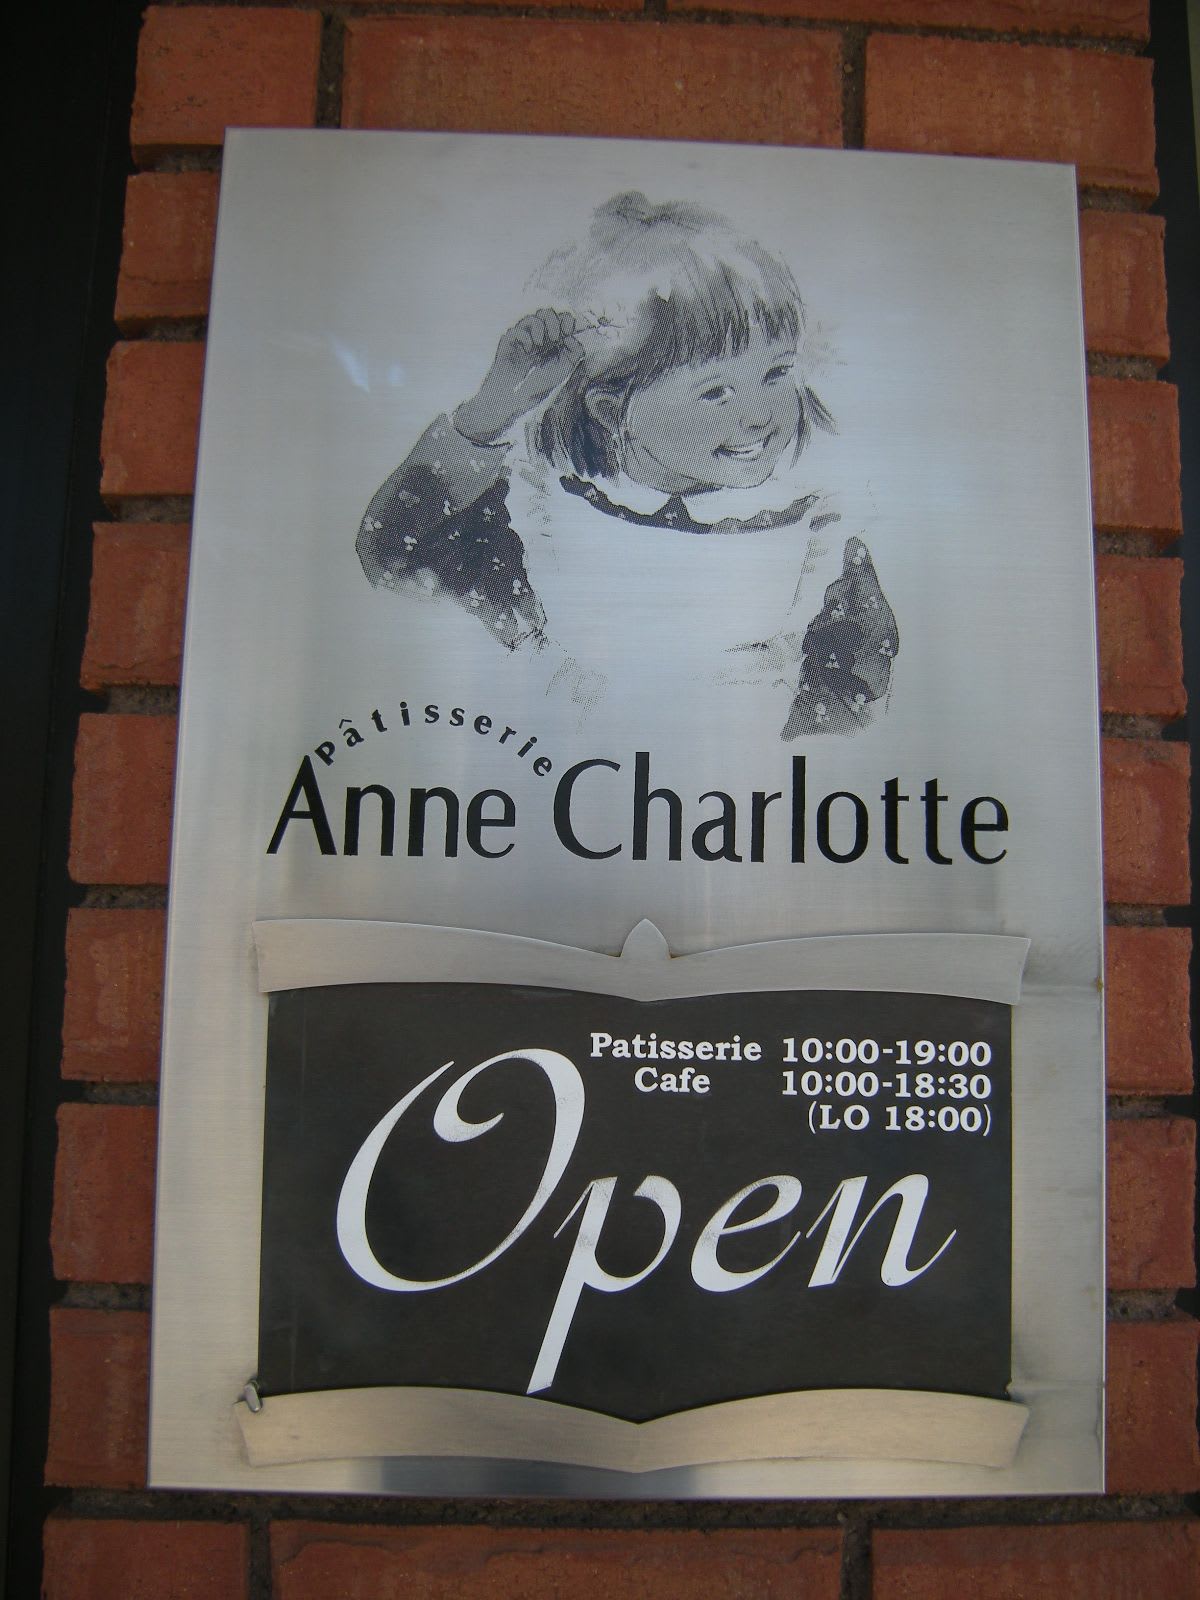 Pâtisserie
Anne Charlotte
Patisserie 10:00-19:00
Cafe 10:00-18:30
(LO 18:00)
Open